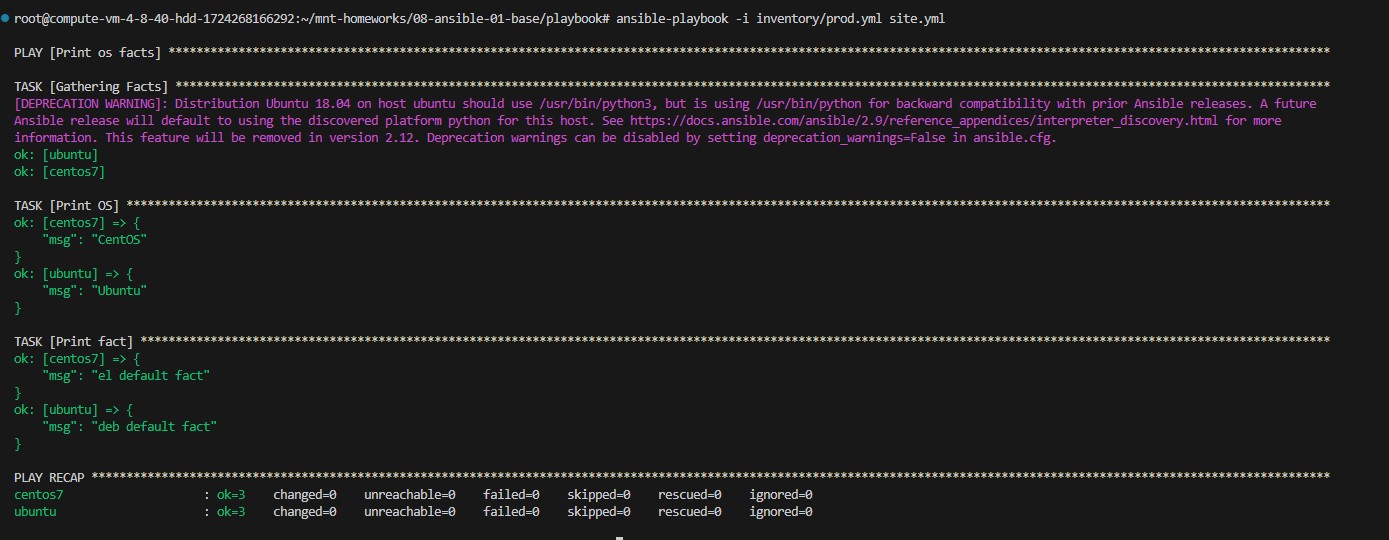 root@compute-vm-4-8-40-hdd-1724268166292:~/mnt-homeworks/08-ansible-01-base/playbook# ansible-playbook -i inventory/prod.yml site.yml
PLAY [Print os facts] **********************************************************************************************************************************************************************
TASK [Gathering Facts] *********************************************************************************************************************************************************************
[DEPRECATION WARNING]: Distribution Ubuntu 18.04 on host ubuntu should use /usr/bin/python3, but is using /usr/bin/python for backward compatibility with prior Ansible releases. A future
Ansible release will default to using the discovered platform python for this host. See https://docs.ansible.com/ansible/2.9/reference_appendices/interpreter_discovery.html for more
information. This feature will be removed in version 2.12. Deprecation warnings can be disabled by setting deprecation_warnings=False in ansible.cfg.
ok: [ubuntu]
ok: [centos7]
TASK [Print OS] ****************************************************************************************************************************************************************************
ok: [centos7] => {
    "msg": "CentOS"
}
ok: [ubuntu] => {
    "msg": "Ubuntu"
}
TASK [Print fact] **************************************************************************************************************************************************************************
ok: [centos7] => {
    "msg": "el default fact"
}
ok: [ubuntu] => {
    "msg": "deb default fact"
}
PLAY RECAP *********************************************************************************************************************************************************************************
centos7                    : ok=3    changed=0    unreachable=0    failed=0    skipped=0    rescued=0    ignored=0
ubuntu                     : ok=3    changed=0    unreachable=0    failed=0    skipped=0    rescued=0    ignored=0